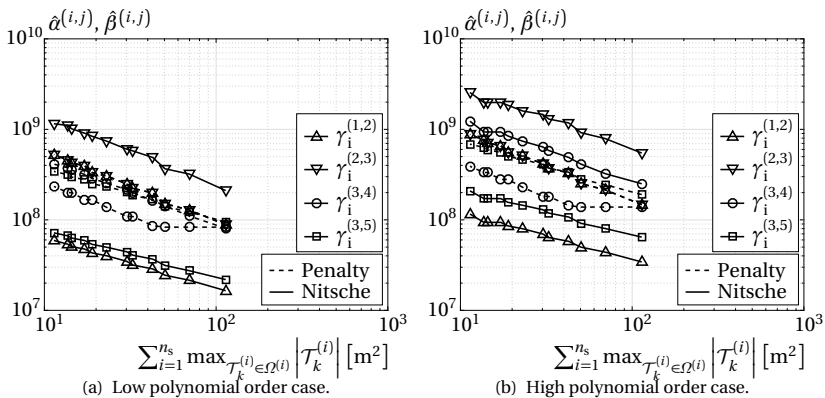 α̂^(i,j), β̂^(i,j)
10^10
10^9
10^8
10^7
10^1 10^2 10^3
γ_i^(1,2)
γ_i^(2,3)
γ_i^(3,4)
γ_i^(3,5)
Penalty
Nitsche
∑_{i=1}^{n_s} max_{𝒯_k^(i)∈Ω^(i)} |𝒯_k^(i)| [m²]
(a) Low polynomial order case.
α̂^(i,j), β̂^(i,j)
10^10
10^9
10^8
10^7
10^1 10^2 10^3
γ_i^(1,2)
γ_i^(2,3)
γ_i^(3,4)
γ_i^(3,5)
Penalty
Nitsche
∑_{i=1}^{n_s} max_{𝒯_k^(i)∈Ω^(i)} |𝒯_k^(i)| [m²]
(b) High polynomial order case.